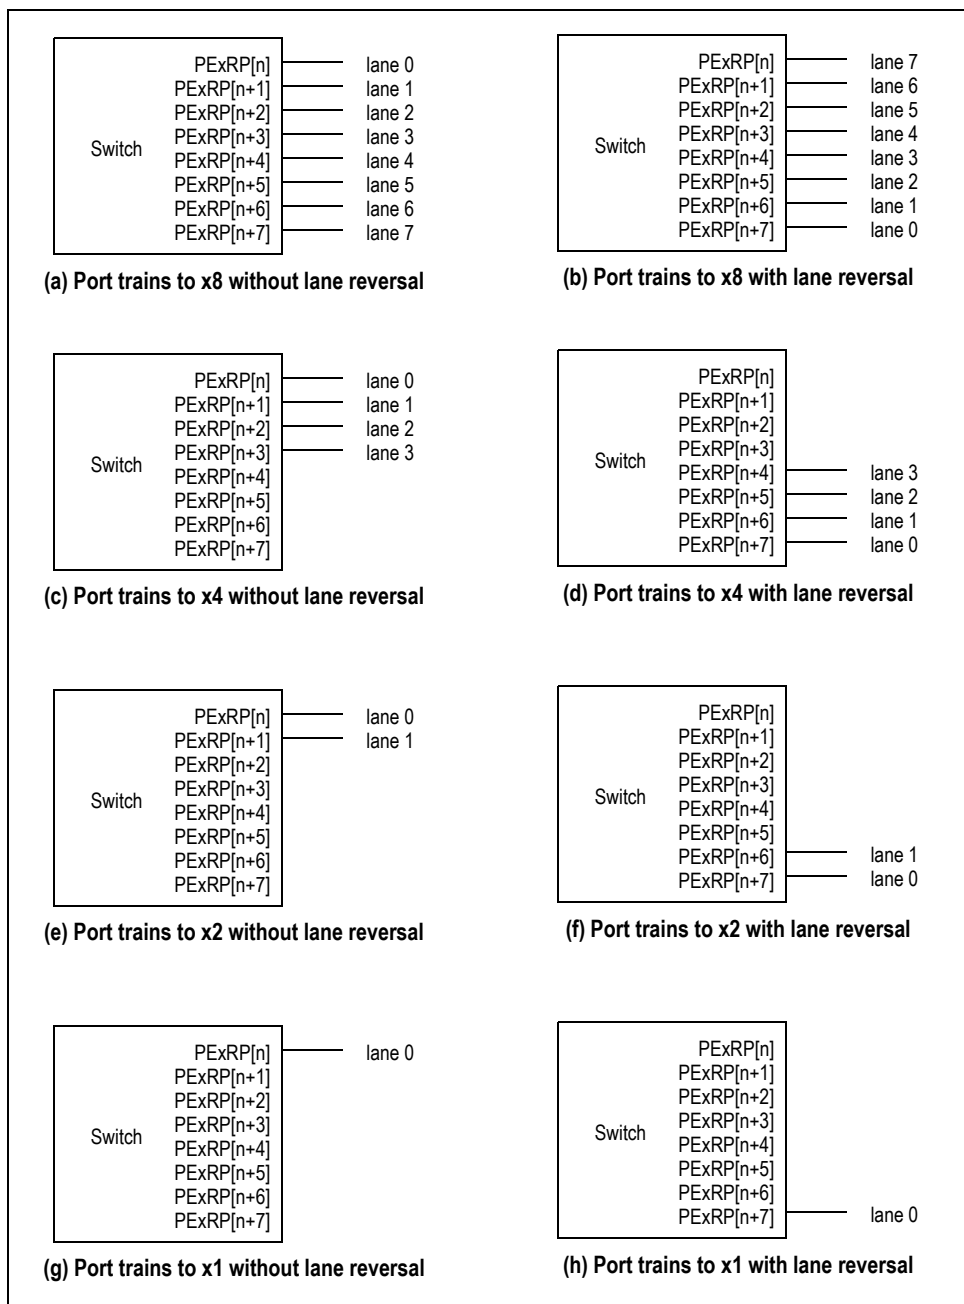 PExRP[n] lane 0
PExRP[n+1] lane 1
PExRP[n+2] lane 2
PExRP[n+3] lane 3
Switch
PExRP[n+4] lane 4
PExRP[n+5] lane 5
PExRP[n+6] lane 6
PExRP[n+7] lane 7
(a) Port trains to x8 without lane reversal
PExRP[n] lane 7
PExRP[n+1] lane 6
PExRP[n+2] lane 5
PExRP[n+3] lane 4
Switch
PExRP[n+4] lane 3
PExRP[n+5] lane 2
PExRP[n+6] lane 1
PExRP[n+7] lane 0
(b) Port trains to x8 with lane reversal
PExRP[n] lane 0
PExRP[n+1] lane 1
PExRP[n+2] lane 2
PExRP[n+3] lane 3
Switch
PExRP[n+4]
PExRP[n+5]
PExRP[n+6]
PExRP[n+7]
(c) Port trains to x4 without lane reversal
PExRP[n]
PExRP[n+1]
PExRP[n+2]
PExRP[n+3]
Switch
PExRP[n+4] lane 3
PExRP[n+5] lane 2
PExRP[n+6] lane 1
PExRP[n+7] lane 0
(d) Port trains to x4 with lane reversal
PExRP[n] lane 0
PExRP[n+1] lane 1
PExRP[n+2]
PExRP[n+3]
Switch
PExRP[n+4]
PExRP[n+5]
PExRP[n+6]
PExRP[n+7]
(e) Port trains to x2 without lane reversal
PExRP[n]
PExRP[n+1]
PExRP[n+2]
PExRP[n+3]
Switch
PExRP[n+4]
PExRP[n+5]
PExRP[n+6] lane 1
PExRP[n+7] lane 0
(f) Port trains to x2 with lane reversal
PExRP[n] lane 0
PExRP[n+1]
PExRP[n+2]
PExRP[n+3]
Switch
PExRP[n+4]
PExRP[n+5]
PExRP[n+6]
PExRP[n+7]
(g) Port trains to x1 without lane reversal
PExRP[n]
PExRP[n+1]
PExRP[n+2]
PExRP[n+3]
Switch
PExRP[n+4]
PExRP[n+5]
PExRP[n+6]
PExRP[n+7] lane 0
(h) Port trains to x1 with lane reversal